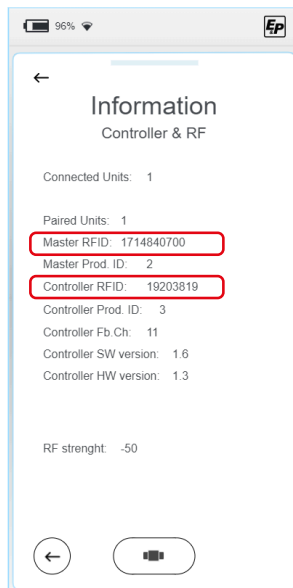 96%
EP
Information
Controller & RF
Connected Units: 1
Paired Units: 1
Master RFID: 1714840700
Master Prod. ID: 2
Controller RFID: 19203819
Controller Prod. ID: 3
Controller Fb.Ch: 11
Controller SW version: 1.6
Controller HW version: 1.3
RF strenght: -50